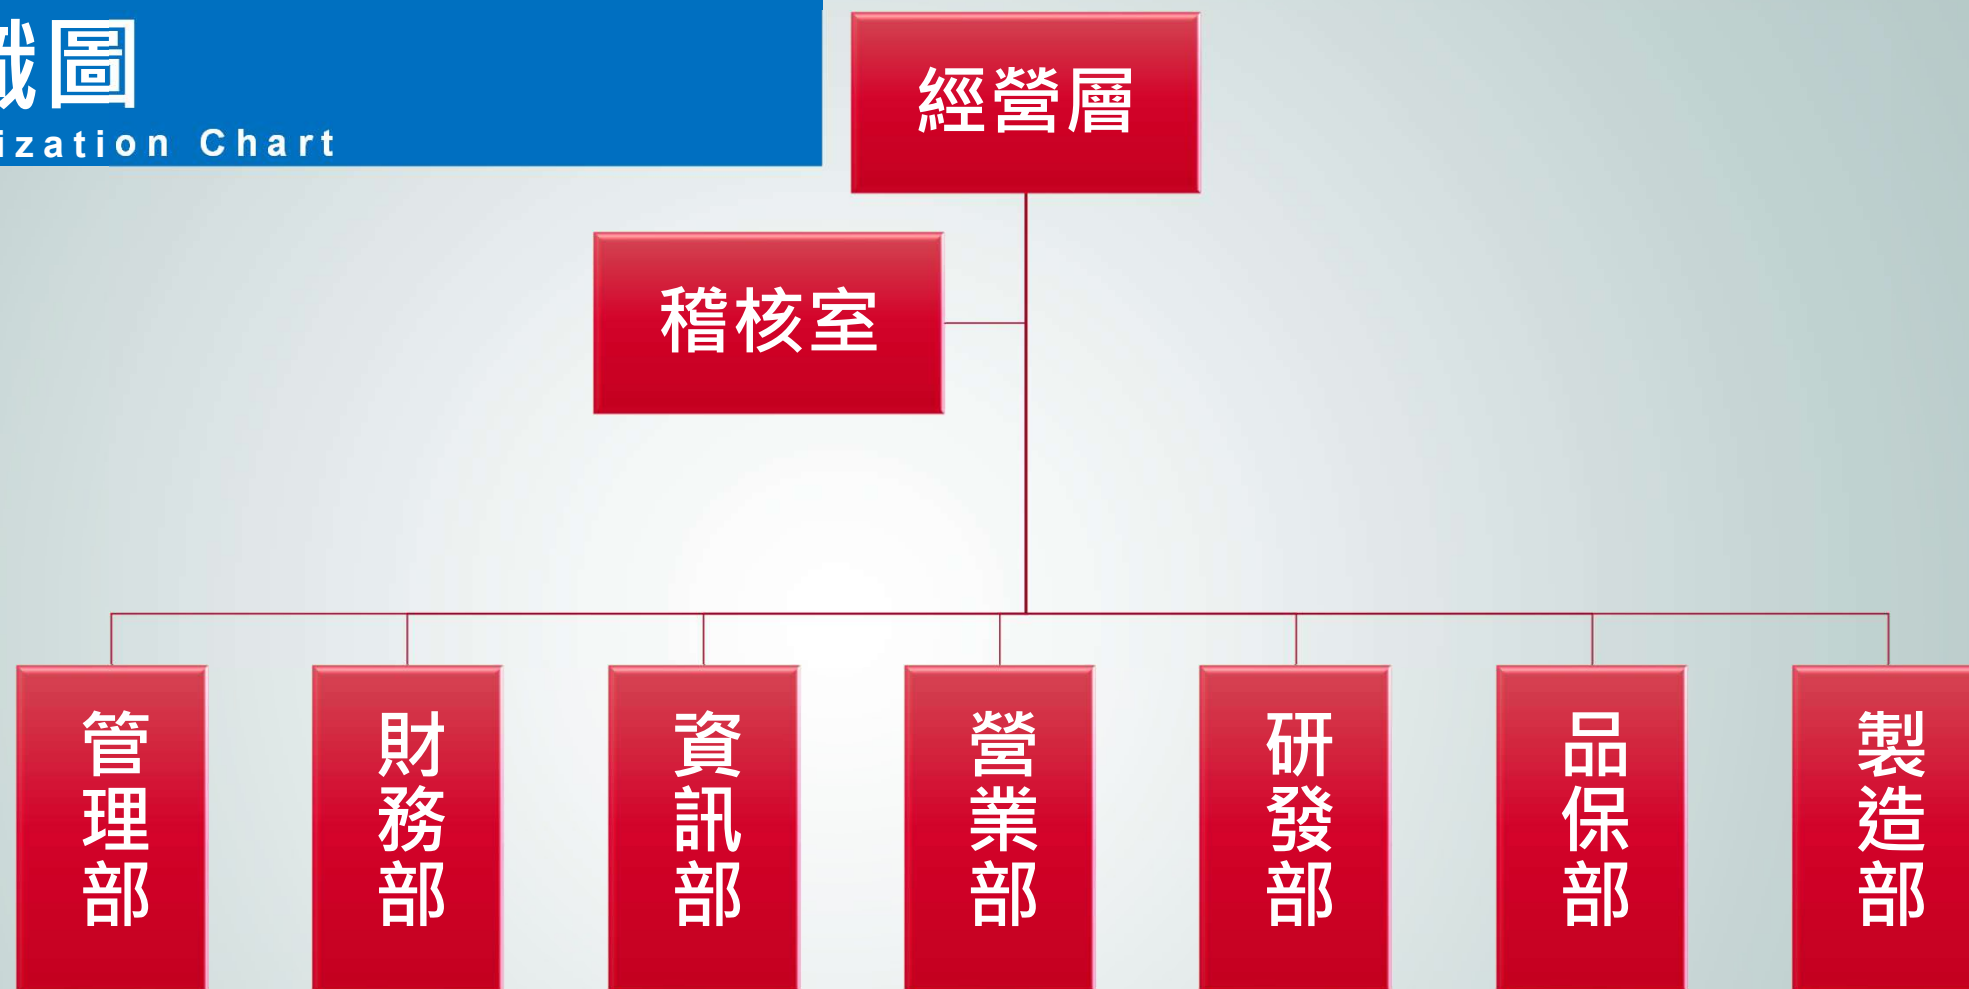 織圖
ization Chart
經營層
稽核室
管理部
財務部
資訊部
營業部
研發部
品保部
製造部